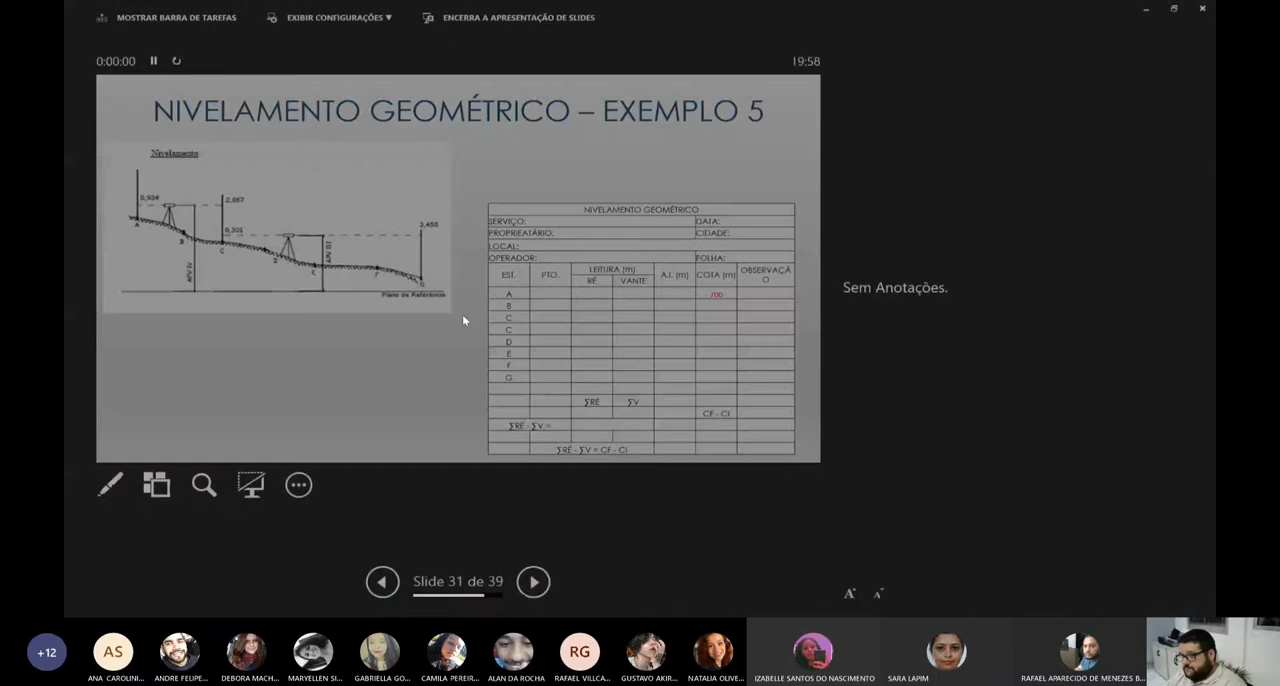 MOSTRAR BARRA DE TAREFAS EXIBIR CONFIGURAÇÕES ▼ ENCERRA A APRESENTAÇÃO DE SLIDES
0:00:00 19:58
NIVELAMENTO GEOMÉTRICO – EXEMPLO 5
Nivelamento
0,934
2,867
0,301
3,450
A
B
C
D
E
F
G
Plano de Referência
NIVELAMENTO GEOMÉTRICO
SERVIÇO: DATA:
PROPRIEATÁRIO: CIDADE:
LOCAL:
OPERADOR: FOLHA:
EST. PTO. LEITURA (m) A.I. (m) COTA (m) OBSERVAÇÃ
O
RÉ VANTE
A 700
B
C
C
D
E
F
G
∑RÉ ∑V
CF - CI
∑RÉ - ∑V =
∑RÉ - ∑V = CF - CI
Sem Anotações.
Slide 31 de 39
A A
+12 AS RG
ANA CAROLINI... ANDRE FELIPE... DEBORA MACH... MARYELLEN SI... GABRIELLA GO... CAMILA PEREIR... ALAN DA ROCHA RAFAEL VILLCA... GUSTAVO AKIR... NATALIA OLIVE... IZABELLE SANTOS DO NASCIMENTO SARA LAPIM RAFAEL APARECIDO DE MENEZES B...